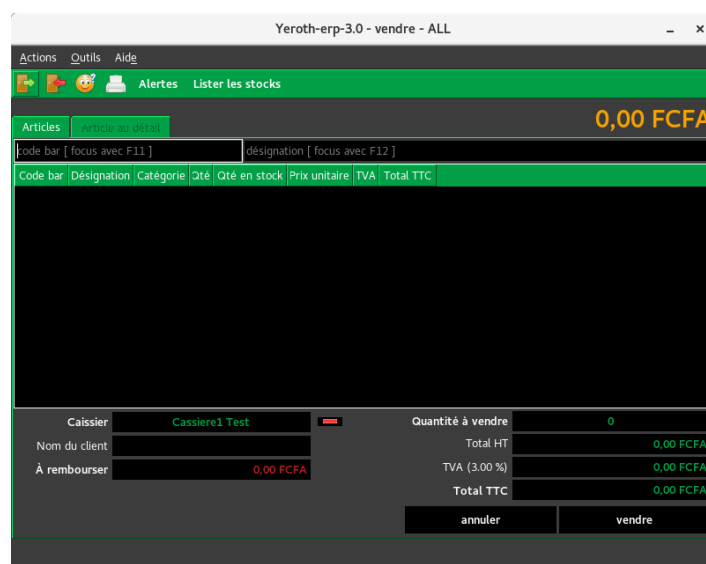 Yeroth-erp-3.0 - vendre - ALL
Actions Outils Aide
Alertes Lister les stocks
Articles Article au détail 0,00 FCFA
code bar [ focus avec F11 ] désignation [ focus avec F12 ]
Code bar Désignation Catégorie Qté Qté en stock Prix unitaire TVA Total TTC
Caissier Cassiere1 Test Quantité à vendre 0
Nom du client Total HT 0,00 FCFA
À rembourser 0,00 FCFA TVA (3.00 %) 0,00 FCFA
Total TTC 0,00 FCFA
annuler vendre